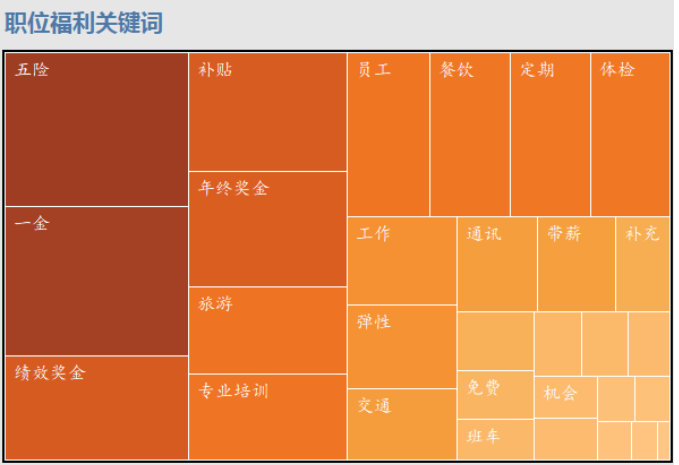 职位福利关键词
五险
一金
绩效奖金
补贴
年终奖金
旅游
专业培训
员工
餐饮
定期
体检
工作
弹性
交通
通讯
带薪
补充
免费
班车
机会